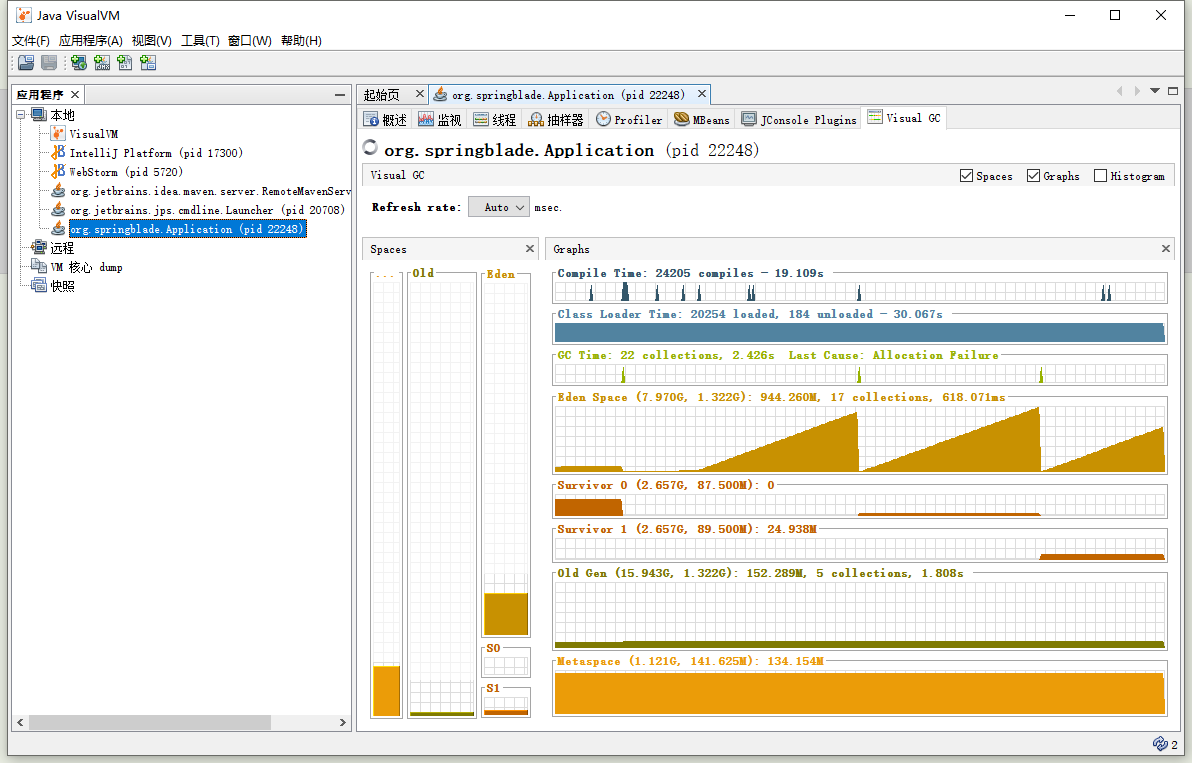 Java VisualVM
文件(F) 应用程序(A) 视图(V) 工具(T) 窗口(W) 帮助(H)
应用程序
本地
VisualVM
IntelliJ Platform (pid 17300)
WebStorm (pid 5720)
org.jetbrains.idea.maven.server.RemoteMavenServ
org.jetbrains.jps.cmdline.Launcher (pid 20708)
org.springblade.Application (pid 22248)
远程
VM 核心 dump
快照
起始页 org.springblade.Application (pid 22248)
概述 监视 线程 抽样器 Profiler MBeans JConsole Plugins Visual GC
org.springblade.Application (pid 22248)
Visual GC Spaces Graphs Histogram
Refresh rate: Auto msec.
Spaces
... Old Eden
S0
S1
Graphs
Compile Time: 24205 compiles - 19.109s
Class Loader Time: 20254 loaded, 184 unloaded - 30.067s
GC Time: 22 collections, 2.426s Last Cause: Allocation Failure
Eden Space (7.970G, 1.322G): 944.260M, 17 collections, 618.071ms
Survivor 0 (2.657G, 87.500M): 0
Survivor 1 (2.657G, 89.500M): 24.938M
Old Gen (15.943G, 1.322G): 152.289M, 5 collections, 1.808s
Metaspace (1.121G, 141.625M): 134.154M
2